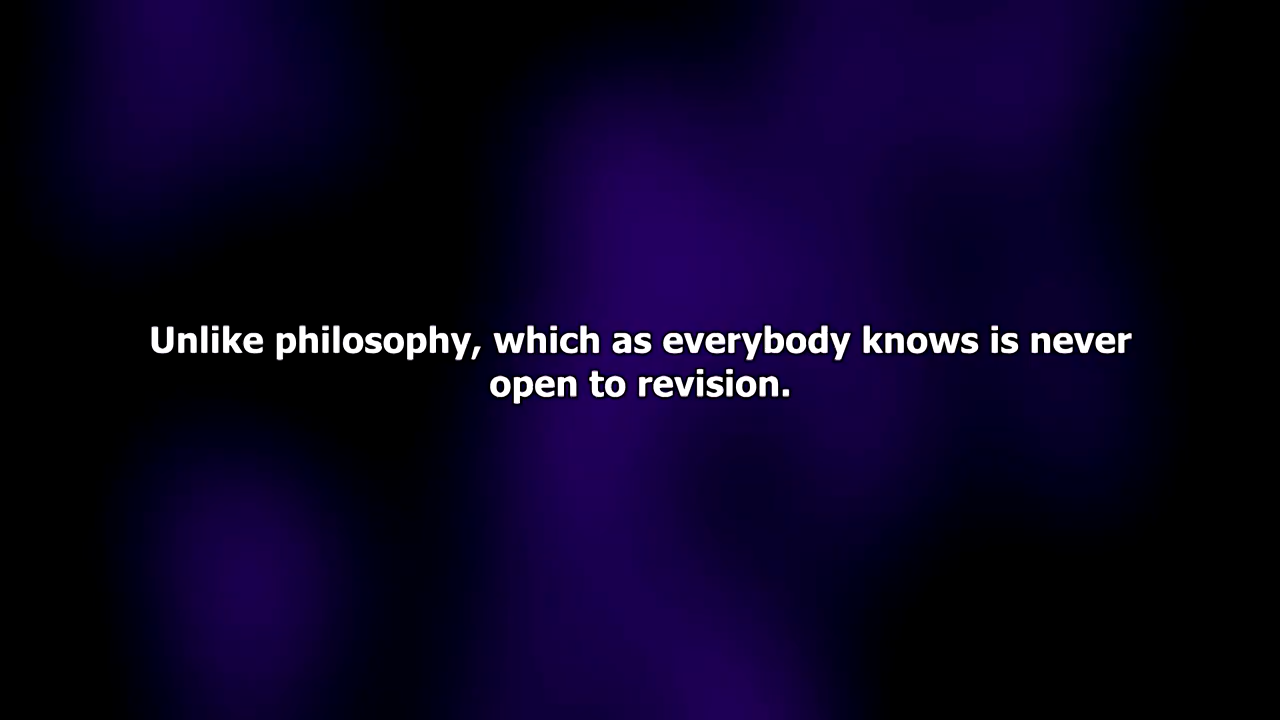 Unlike philosophy, which as everybody knows is never
open to revision.